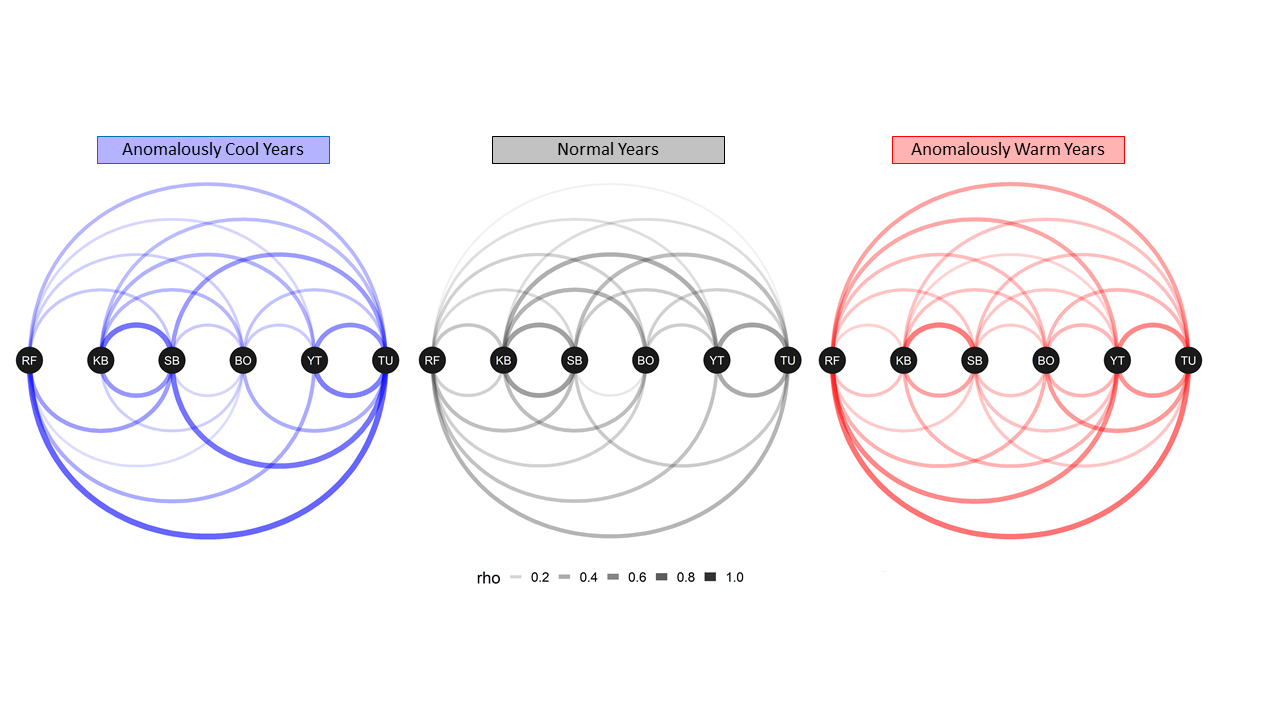 Anomalously Cool Years
Normal Years
Anomalously Warm Years
RF KB SB BO YT TU
RF KB SB BO YT TU
RF KB SB BO YT TU
rho 0.2 0.4 0.6 0.8 1.0